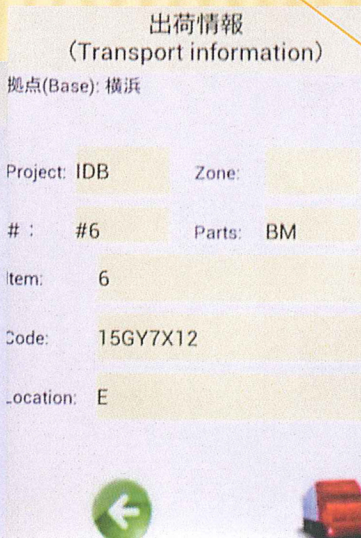 出荷情報
(Transport information)
拠点(Base): 横浜
Project: IDB Zone:
# : #6 Parts: BM
Item: 6
Code: 15GY7X12
Location: E